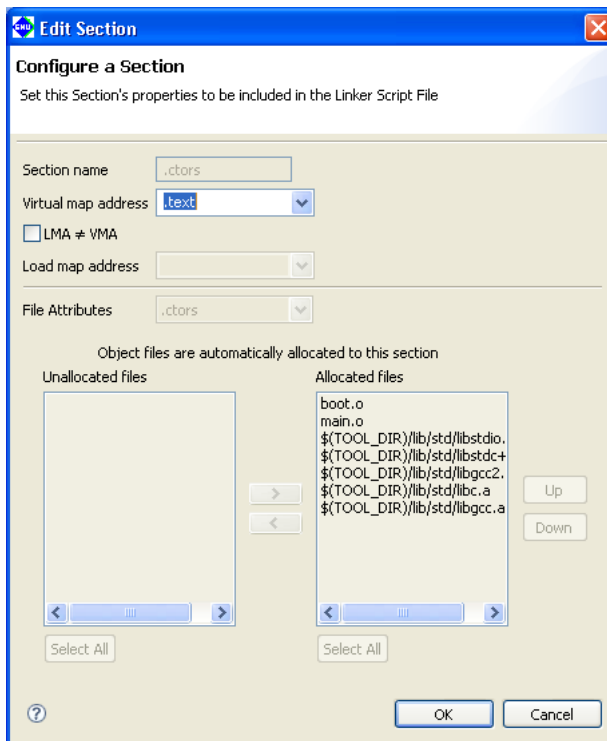 GNU Edit Section
Configure a Section
Set this Section's properties to be included in the Linker Script File
Section name .ctors
Virtual map address .text
LMA ≠ VMA
Load map address
File Attributes .ctors
Object files are automatically allocated to this section
Unallocated files Allocated files
boot.o
main.o
$(TOOL_DIR)/lib/std/libstdio.
$(TOOL_DIR)/lib/std/libstdc+
$(TOOL_DIR)/lib/std/libgcc2.
$(TOOL_DIR)/lib/std/libc.a
$(TOOL_DIR)/lib/std/libgcc.a
> Up
< Down
Select All Select All
? OK Cancel